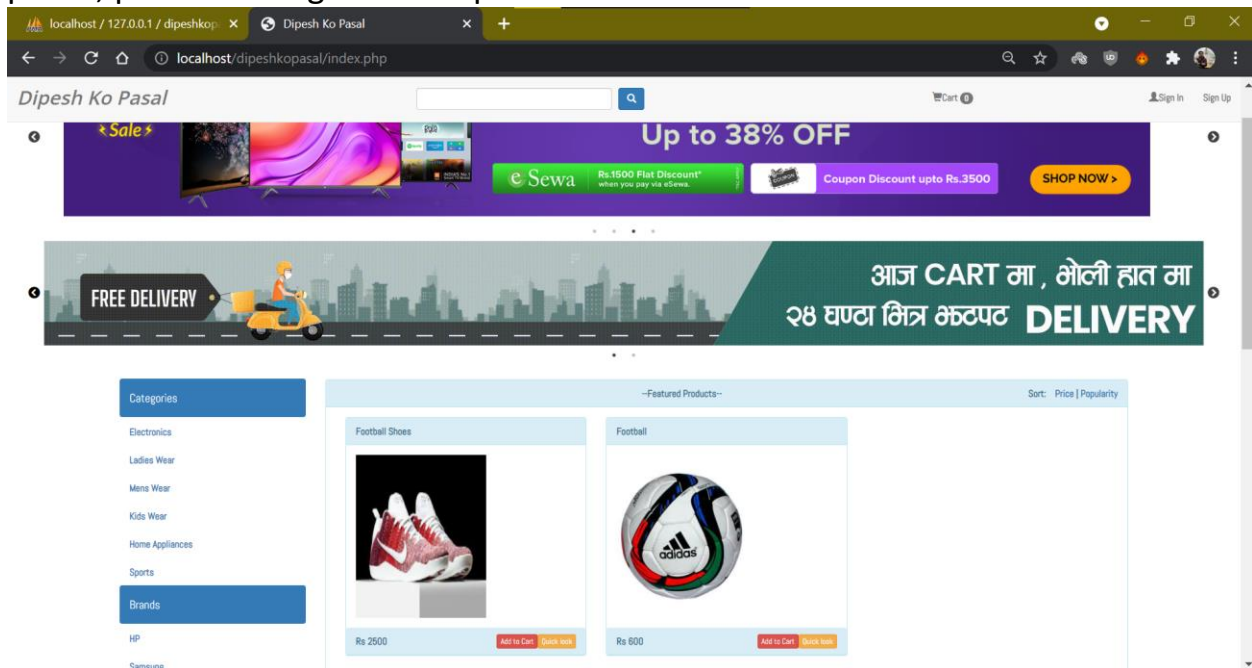 localhost / 127.0.0.1 / dipeshkop
Dipesh Ko Pasal
localhost/dipeshkopasal/index.php
Dipesh Ko Pasal
Cart 0
Sign In
Sign Up
Sale
Up to 38% OFF
eSewa
Rs.1500 Flat Discount*
when you pay via eSewa.
COUPON
Coupon Discount upto Rs.3500
SHOP NOW >
FREE DELIVERY
आज CART मा , भोली हात मा
२४ घण्टा भित्र झटपट DELIVERY
Categories
--Featured Products--
Sort: Price | Popularity
Electronics
Ladies Wear
Mens Wear
Kids Wear
Home Appliances
Sports
Brands
HP
Samsung
Football Shoes
Rs 2500
Add to Cart
Quick look
Football
adidas
Rs 600
Add to Cart
Quick look